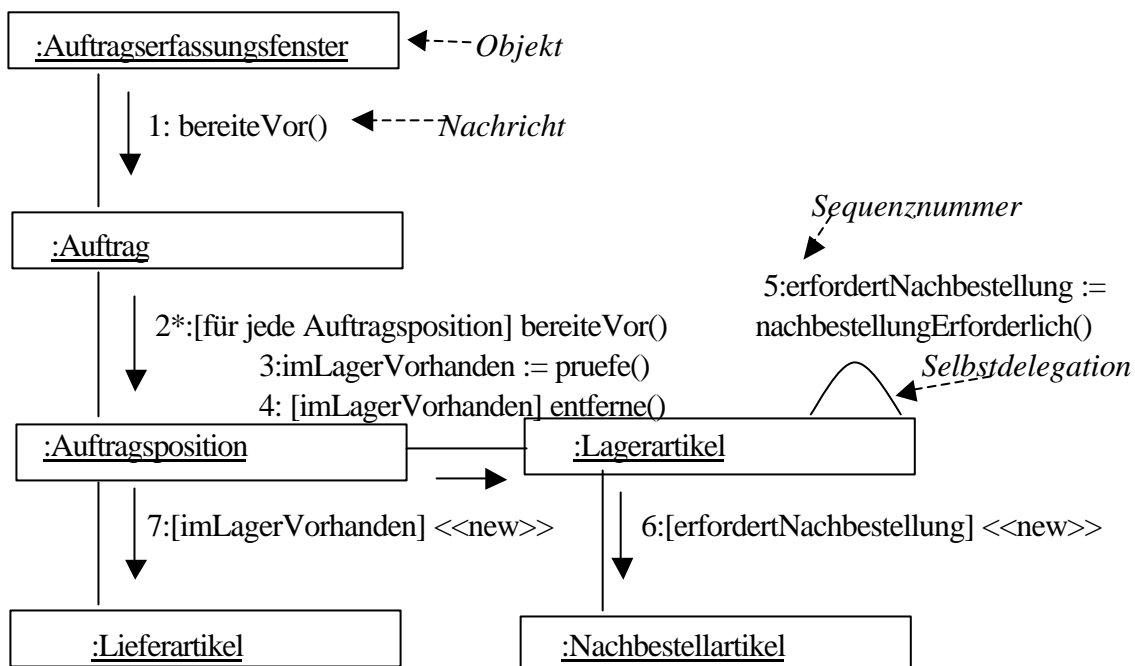 :Auftragserfassungsfenster
Objekt
1: bereiteVor()
Nachricht
:Auftrag
Sequenznummer
5:erfordertNachbestellung :=
nachbestellungErforderlich()
Selbstdelegation
2*:[für jede Auftragsposition] bereiteVor()
3:imLagerVorhanden := pruefe()
4: [imLagerVorhanden] entferne()
:Auftragsposition
:Lagerartikel
7:[imLagerVorhanden] <<new>>
6:[erfordertNachbestellung] <<new>>
:Lieferartikel
:Nachbestellartikel